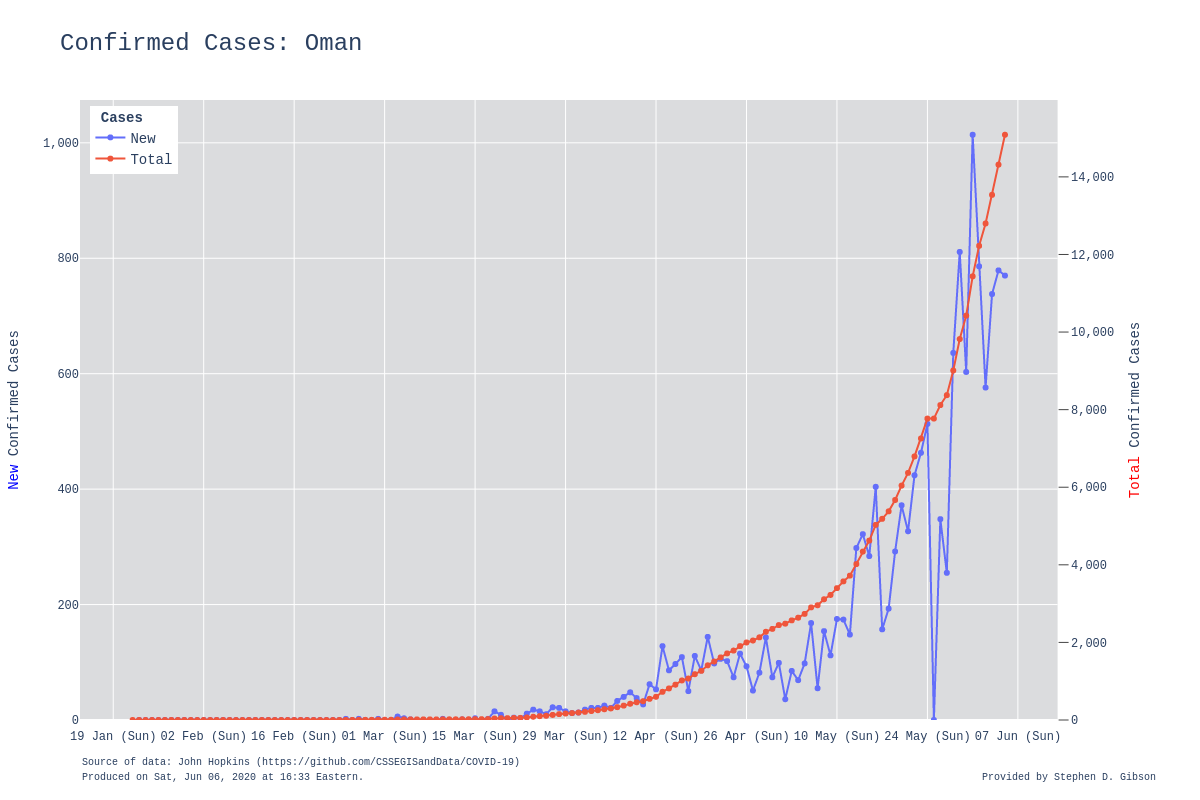 Confirmed Cases: Oman
Cases
New
Total
1,000
800
600
400
200
0
14,000
12,000
10,000
8,000
6,000
4,000
2,000
0
New Confirmed Cases
Total Confirmed Cases
19 Jan (Sun) 02 Feb (Sun) 16 Feb (Sun) 01 Mar (Sun) 15 Mar (Sun) 29 Mar (Sun) 12 Apr (Sun) 26 Apr (Sun) 10 May (Sun) 24 May (Sun) 07 Jun (Sun)
Source of data: John Hopkins (https://github.com/CSSEGISandData/COVID-19)
Produced on Sat, Jun 06, 2020 at 16:33 Eastern.
Provided by Stephen D. Gibson